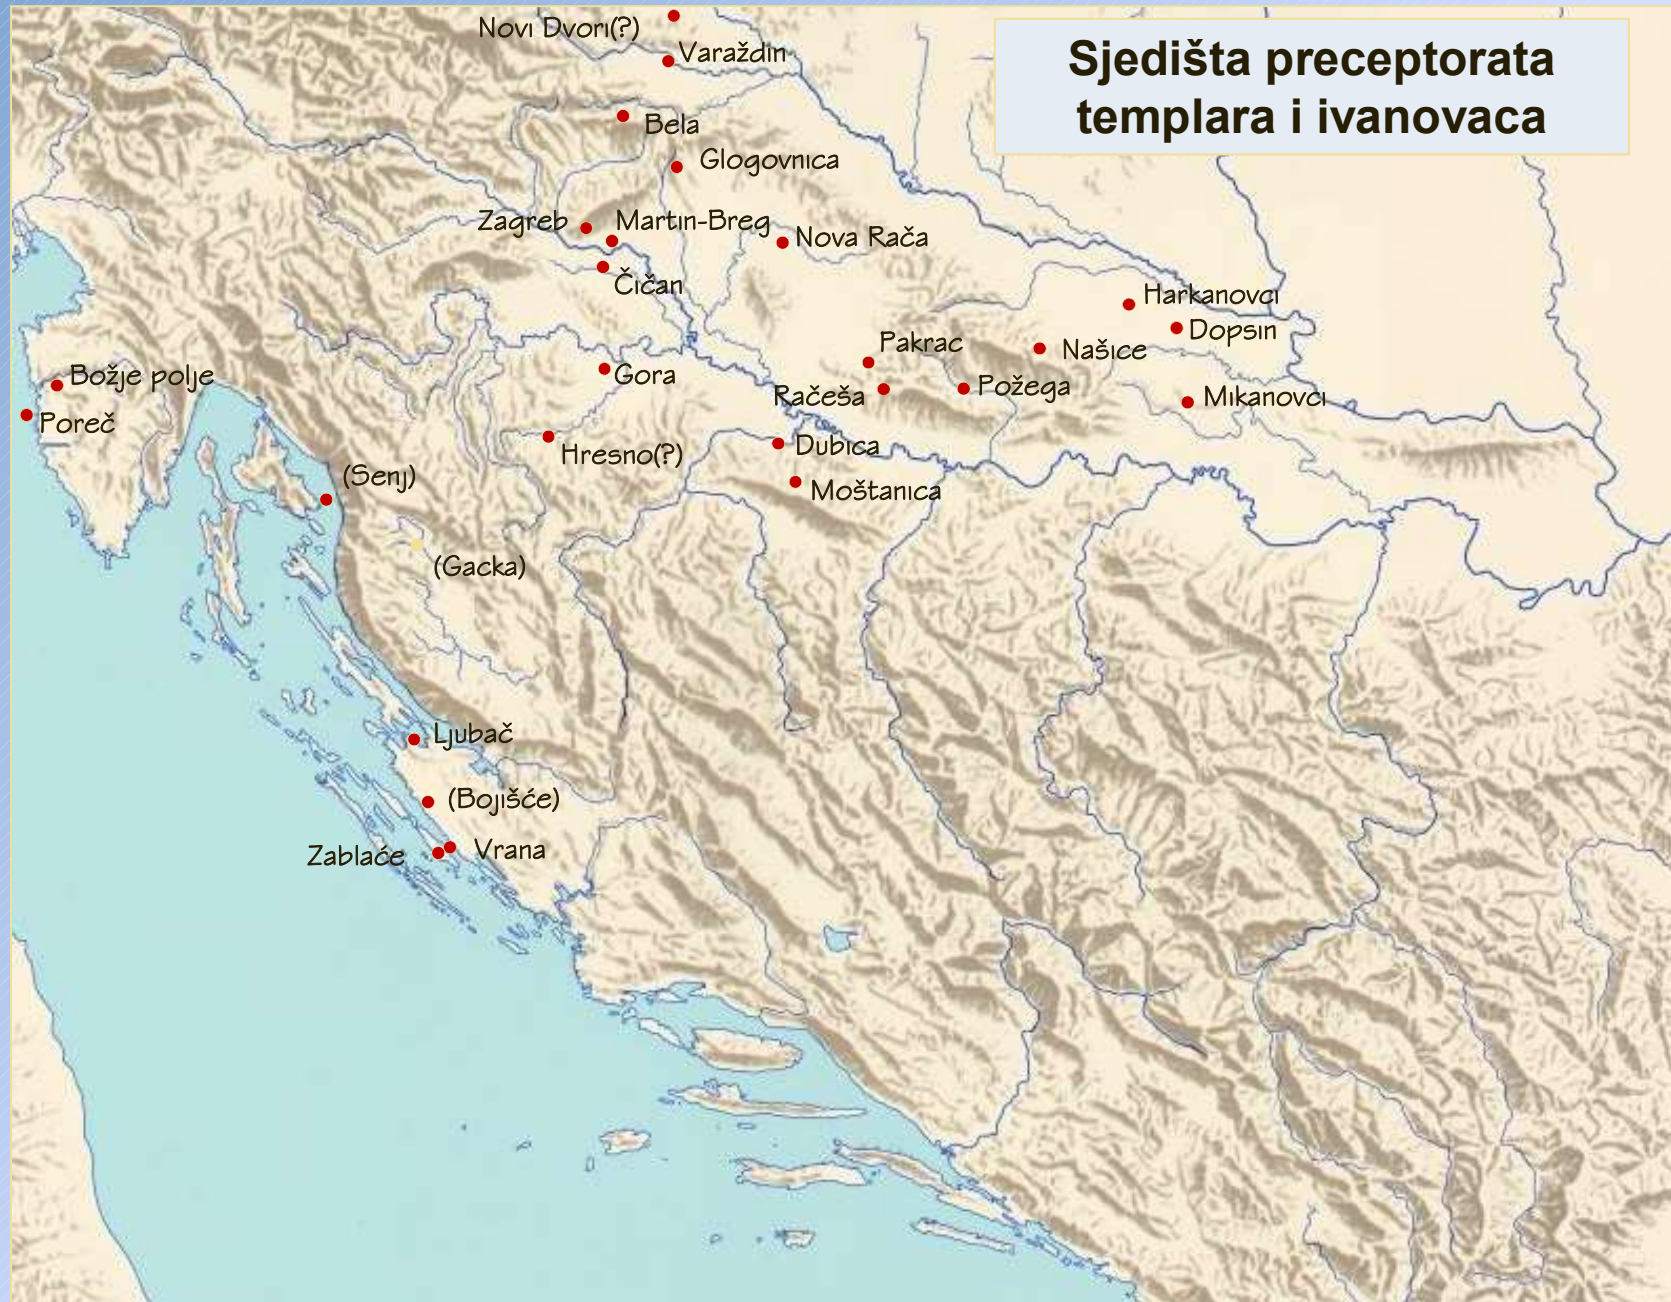 Sjedišta preceptorata
templara i ivanovaca
Novi Dvori(?)
Varaždin
Bela
Glogovnica
Zagreb
Martin-Breg
Nova Rača
Čičan
Harkanovci
Dopsin
Pakrac
Našice
Božje polje
Gora
Račeša
Požega
Mikanovci
Poreč
Dubica
Hresno(?)
(Senj)
Moštanica
(Gacka)
Ljubač
(Bojišće)
Zablaće
Vrana